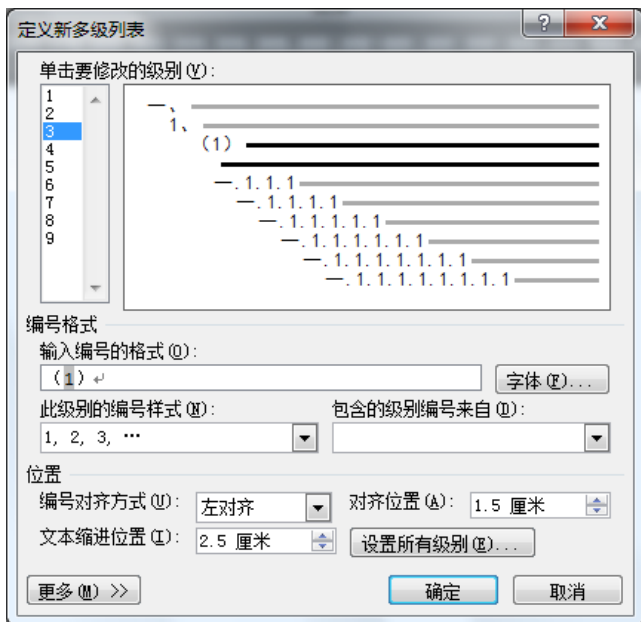 定义新多级列表
单击要修改的级别(V):
1
2
3
4
5
6
7
8
9
一、
1、
(1)
一.1.1.1
一.1.1.1.1
一.1.1.1.1.1
一.1.1.1.1.1.1
一.1.1.1.1.1.1.1
一.1.1.1.1.1.1.1.1
编号格式
输入编号的格式(O):
(1)↵
字体(F)...
此级别的编号样式(N): 包含的级别编号来自(D):
1, 2, 3, …
位置
编号对齐方式(U): 左对齐 对齐位置(A): 1.5 厘米
文本缩进位置(I): 2.5 厘米 设置所有级别(E)...
更多(M) >> 确定 取消